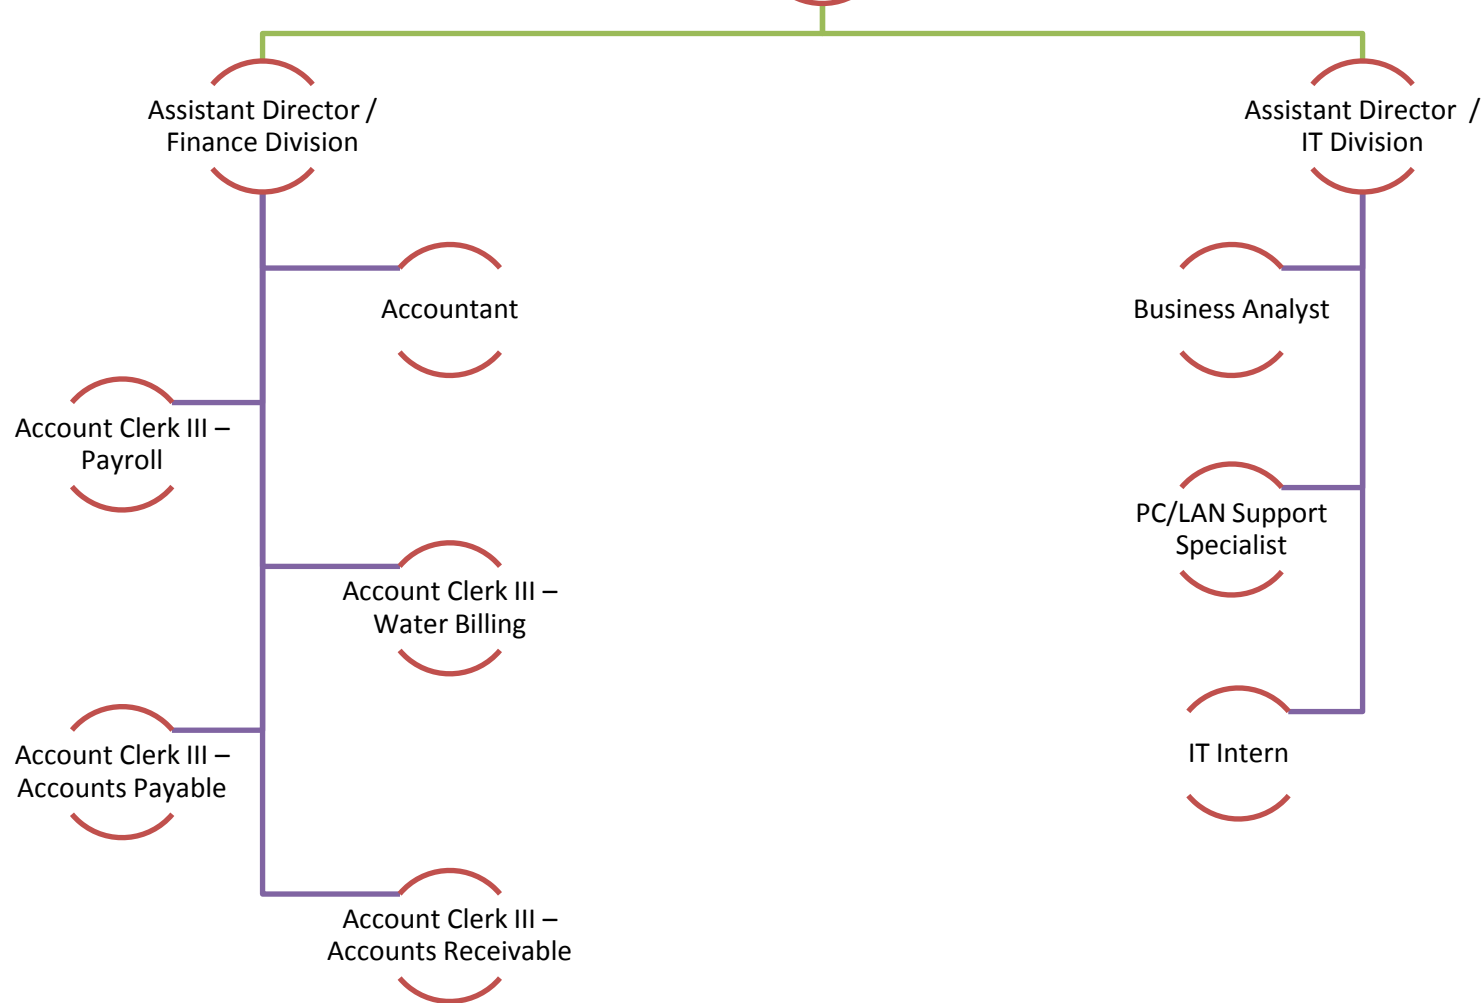 Assistant Director /
Finance Division
Assistant Director /
IT Division
Accountant
Business Analyst
Account Clerk III –
Payroll
PC/LAN Support
Specialist
Account Clerk III –
Water Billing
Account Clerk III –
Accounts Payable
IT Intern
Account Clerk III –
Accounts Receivable